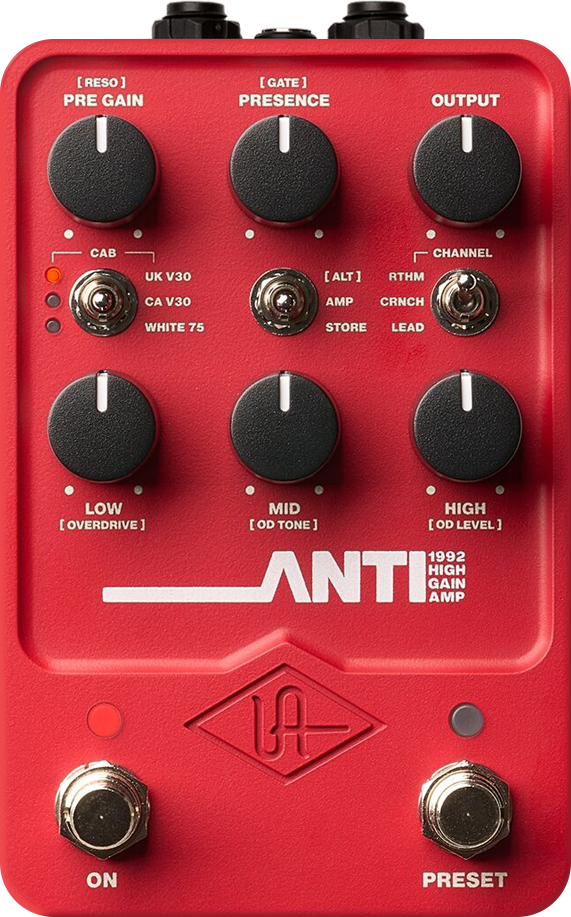 [ RESO ]
PRE GAIN
[ GATE ]
PRESENCE
OUTPUT
CAB
UK V30
CA V30
WHITE 75
[ ALT ]
AMP
STORE
CHANNEL
RTHM
CRNCH
LEAD
LOW
[ OVERDRIVE ]
MID
[ OD TONE ]
HIGH
[ OD LEVEL ]
ANTI
1992
HIGH
GAIN
AMP
UA
ON
PRESET